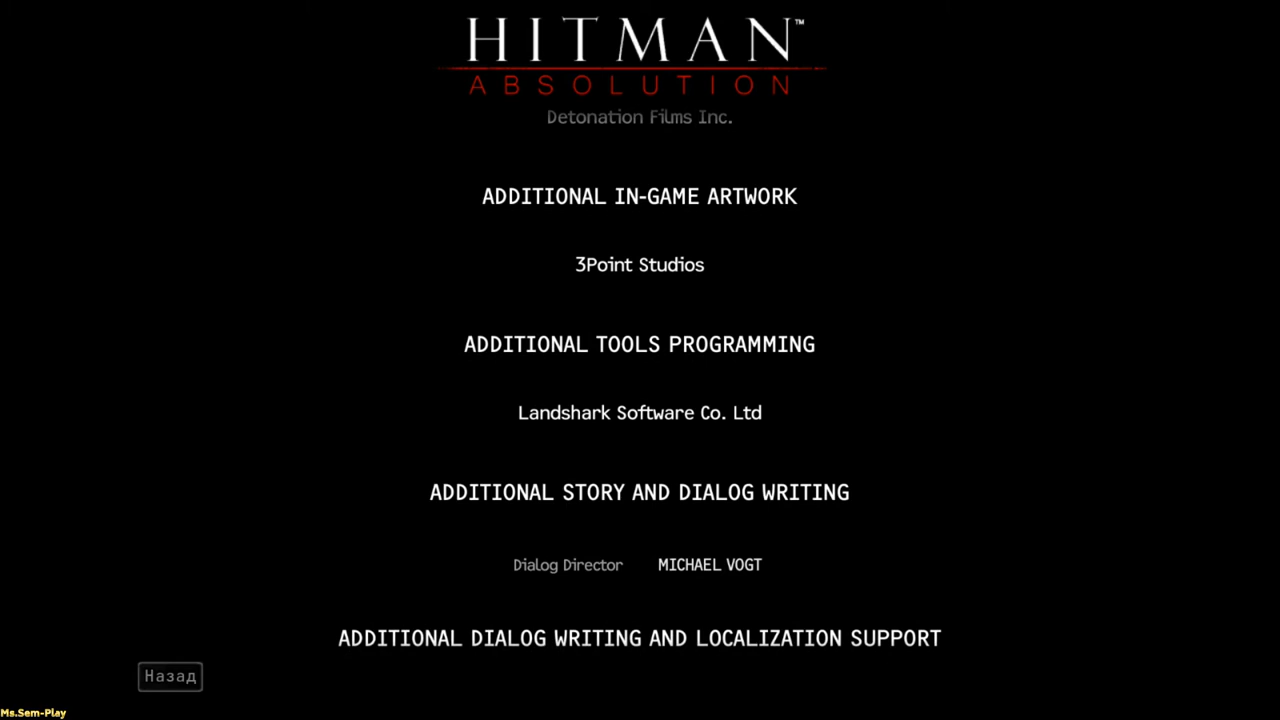 HITMAN™
ABSOLUTION
Detonation Films Inc.
ADDITIONAL IN-GAME ARTWORK
3Point Studios
ADDITIONAL TOOLS PROGRAMMING
Landshark Software Co. Ltd
ADDITIONAL STORY AND DIALOG WRITING
Dialog Director MICHAEL VOGT
ADDITIONAL DIALOG WRITING AND LOCALIZATION SUPPORT
Назад
Ms.Sem-Play